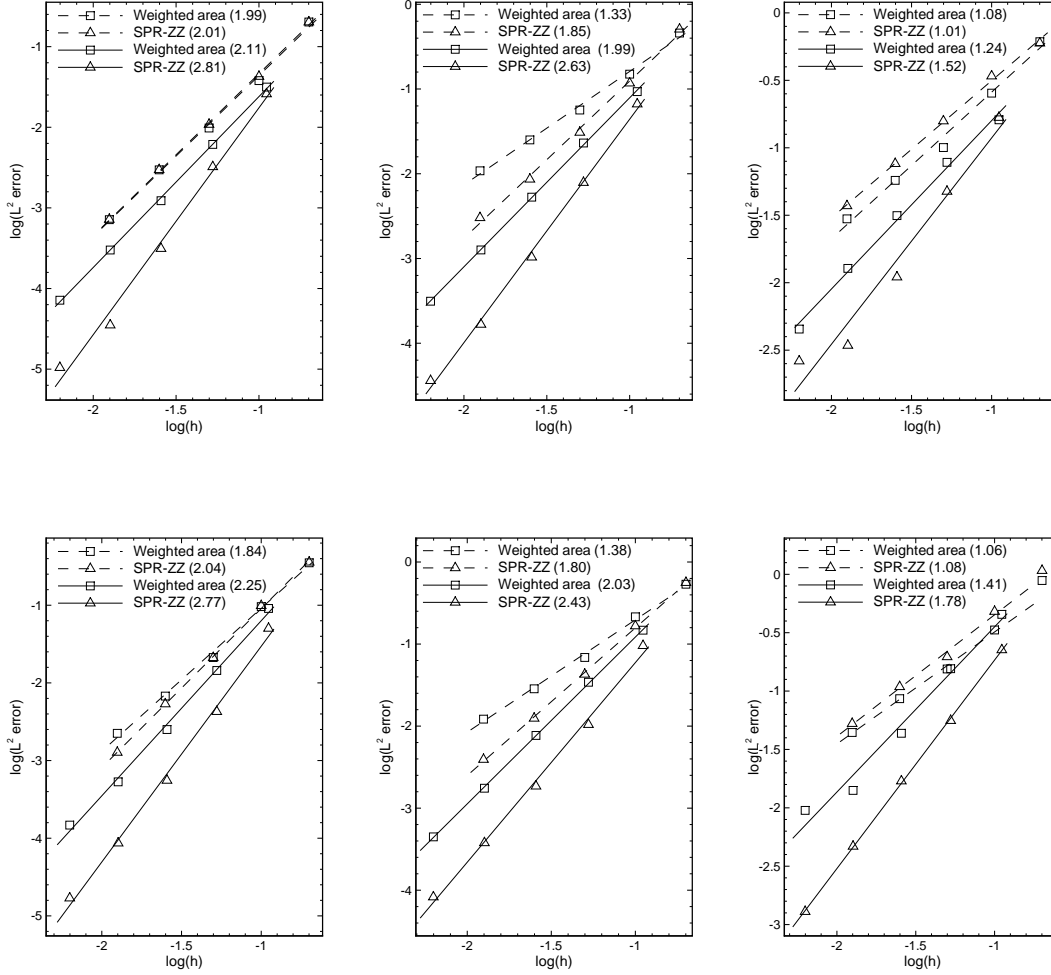 Weighted area (1.99)
SPR-ZZ (2.01)
Weighted area (2.11)
SPR-ZZ (2.81)
log(L² error)
-1
-2
-3
-4
-5
-2
-1.5
-1
log(h)
Weighted area (1.33)
SPR-ZZ (1.85)
Weighted area (1.99)
SPR-ZZ (2.63)
log(L² error)
0
-1
-2
-3
-4
-2
-1.5
-1
log(h)
Weighted area (1.08)
SPR-ZZ (1.01)
Weighted area (1.24)
SPR-ZZ (1.52)
log(L² error)
0
-0.5
-1
-1.5
-2
-2.5
-2
-1.5
-1
log(h)
Weighted area (1.84)
SPR-ZZ (2.04)
Weighted area (2.25)
SPR-ZZ (2.77)
log(L² error)
0
-1
-2
-3
-4
-5
-2
-1.5
-1
log(h)
Weighted area (1.38)
SPR-ZZ (1.80)
Weighted area (2.03)
SPR-ZZ (2.43)
log(L² error)
0
-1
-2
-3
-4
-2
-1.5
-1
log(h)
Weighted area (1.06)
SPR-ZZ (1.08)
Weighted area (1.41)
SPR-ZZ (1.78)
log(L² error)
0
-0.5
-1
-1.5
-2
-2.5
-3
-2
-1.5
-1
log(h)